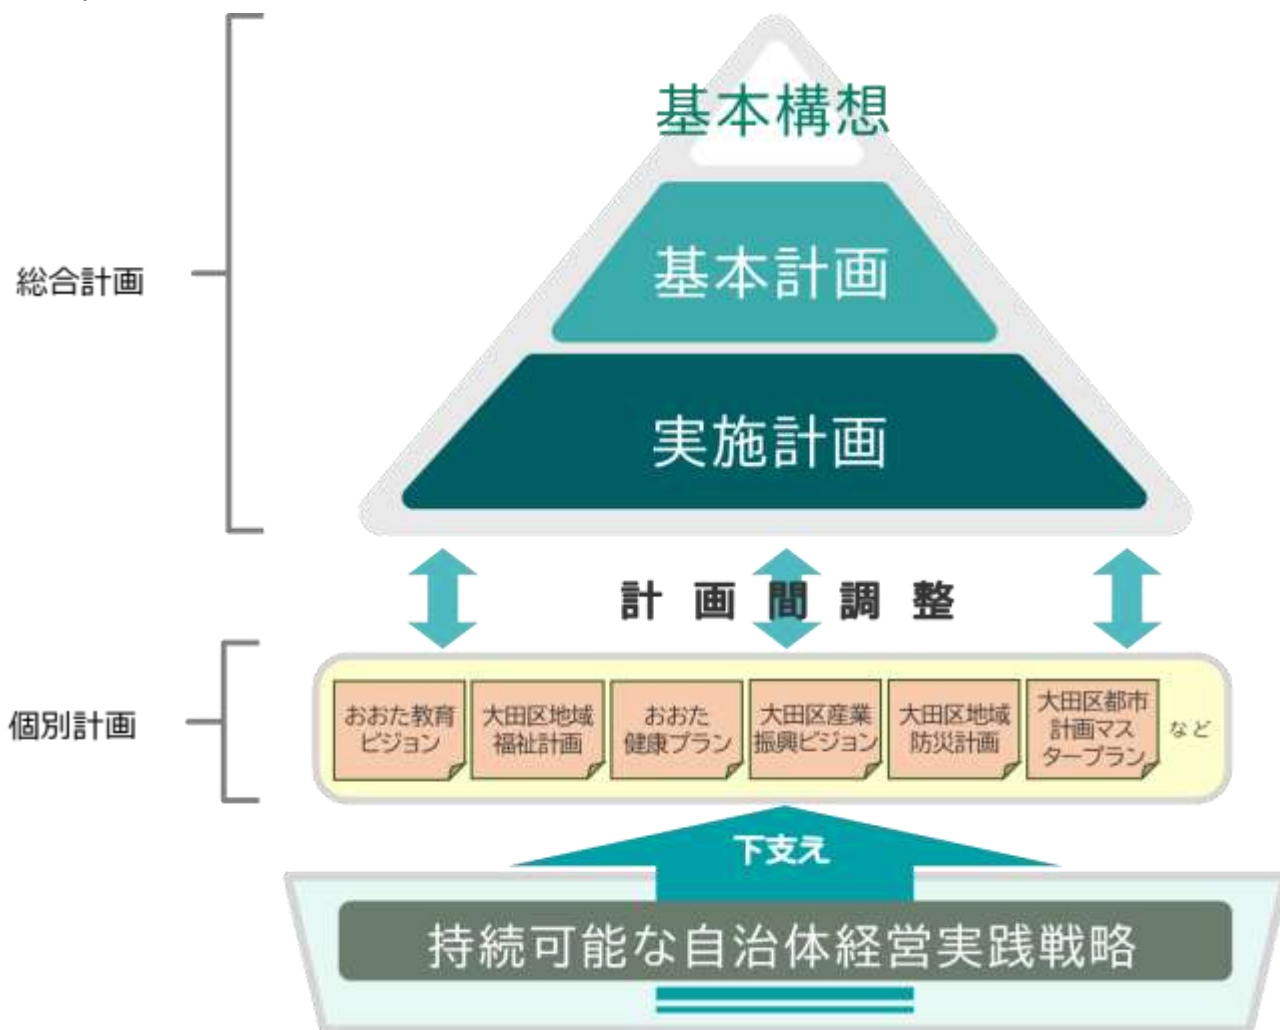 基本構想
総合計画
基本計画
実施計画
計画間調整
個別計画
おおた教育
ビジョン
大田区地域
福祉計画
おおた
健康プラン
大田区産業
振興ビジョン
大田区地域
防災計画
大田区都市
計画マス
タープラン
など
下支え
持続可能な自治体経営実践戦略